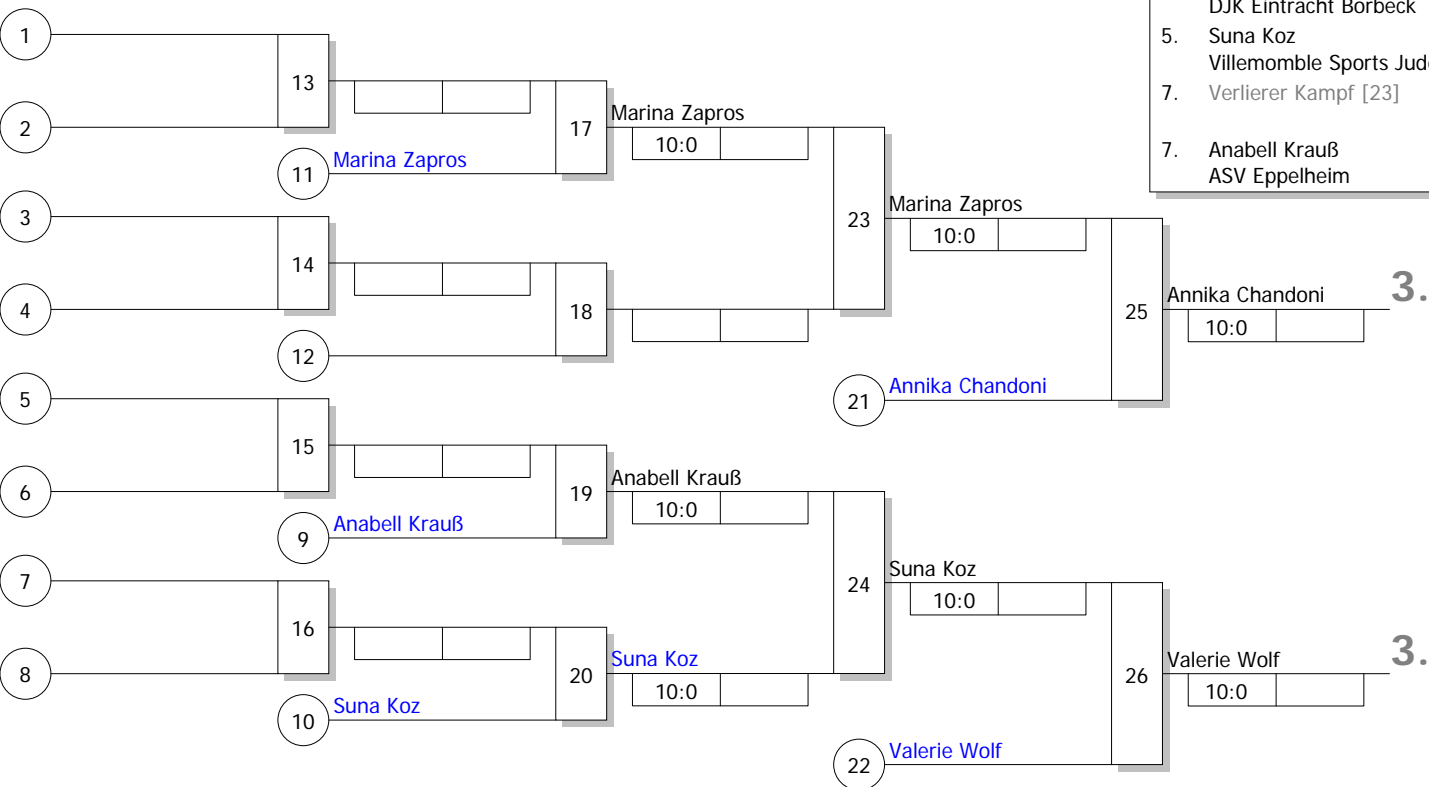 DJK Eintracht Borbeck
5. Suna Koz
Villemomble Sports
7. Verlierer Kampf [23]
7. Anabell Krauß
ASV Eppelheim
1
13
2
17
Marina Zapros
10:0
11
Marina Zapros
3
23
Marina Zapros
10:0
14
4
18
25
Annika Chandoni
3.
10:0
12
5
21
Annika Chandoni
15
6
19
Anabell Krauß
10:0
9
Anabell Krauß
7
24
Suna Koz
10:0
16
8
20
Suna Koz
10:0
26
Valerie Wolf
3.
10:0
10
Suna Koz
22
Valerie Wolf